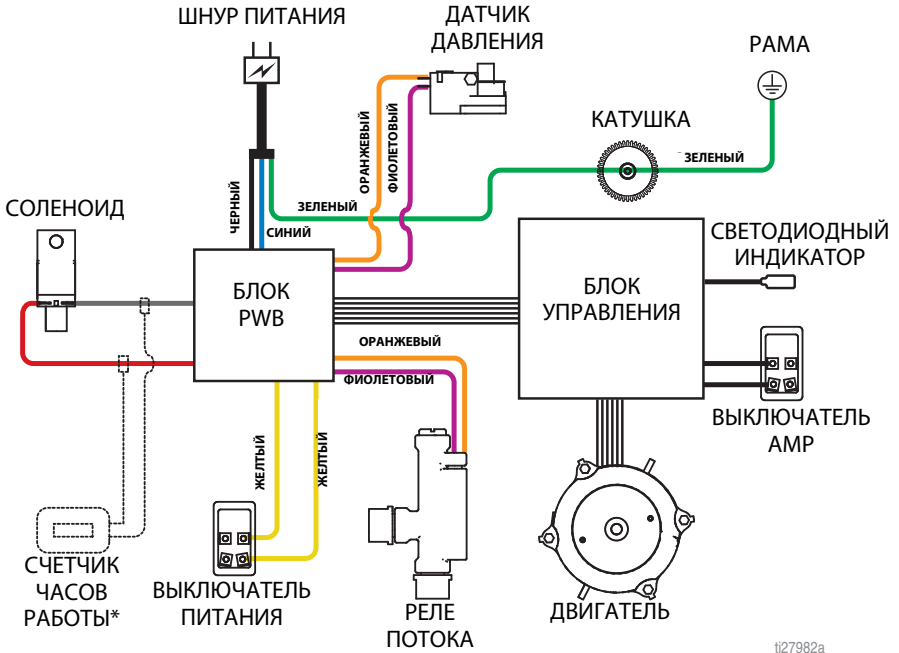 ШНУР ПИТАНИЯ
ДАТЧИК
ДАВЛЕНИЯ
РАМА
КАТУШКА
ОРАНЖЕВЫЙ
ФИОЛЕТОВЫЙ
ЗЕЛЕНЫЙ
ЧЕРНЫЙ
ЗЕЛЕНЫЙ
СИНИЙ
СОЛЕНОИД
БЛОК
PWB
БЛОК
УПРАВЛЕНИЯ
СВЕТОДИОДНЫЙ
ИНДИКАТОР
ОРАНЖЕВЫЙ
ФИОЛЕТОВЫЙ
ВЫКЛЮЧАТЕЛЬ
AMP
ЖЕЛТЫЙ
ЖЕЛТЫЙ
СЧЕТЧИК
ЧАСОВ
РАБОТЫ*
ВЫКЛЮЧАТЕЛЬ
ПИТАНИЯ
РЕЛЕ
ПОТОКА
ДВИГАТЕЛЬ
ti27982a